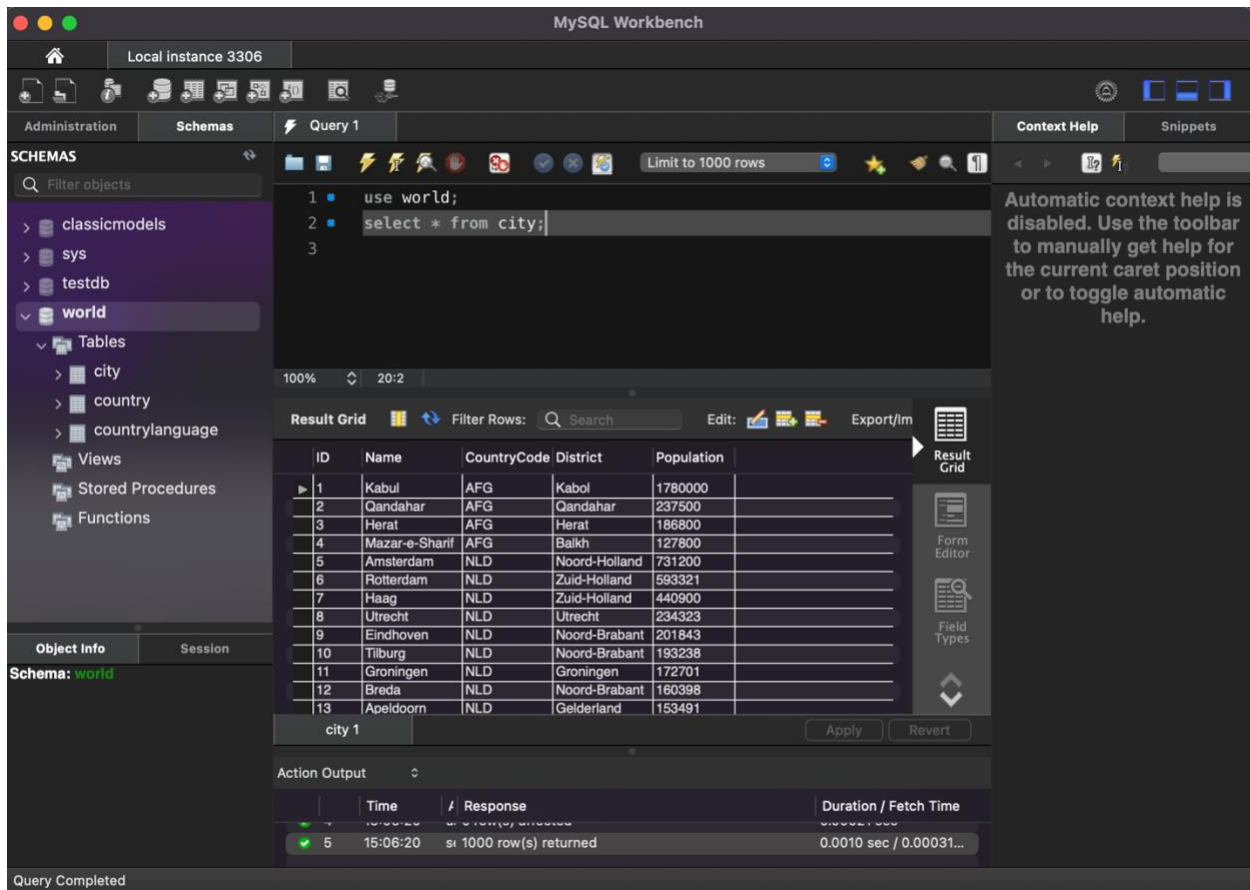 MySQL Workbench
Local instance 3306
Administration Schemas
SCHEMAS
Filter objects
classicmodels
sys
testdb
world
Tables
city
country
countrylanguage
Views
Stored Procedures
Functions
Object Info Session
Schema: world
Query 1
Limit to 1000 rows
1 use world;
2 select * from city;
3
100% 20:2
Result Grid Filter Rows: Search Edit: Export/Im
ID Name CountryCode District Population
1 Kabul AFG Kabol 1780000
2 Qandahar AFG Qandahar 237500
3 Herat AFG Herat 186800
4 Mazar-e-Sharif AFG Balkh 127800
5 Amsterdam NLD Noord-Holland 731200
6 Rotterdam NLD Zuid-Holland 593321
7 Haag NLD Zuid-Holland 440900
8 Utrecht NLD Utrecht 234323
9 Eindhoven NLD Noord-Brabant 201843
10 Tilburg NLD Noord-Brabant 193238
11 Groningen NLD Groningen 172701
12 Breda NLD Noord-Brabant 160398
13 Apeldoorn NLD Gelderland 153491
Result
Grid
Form
Editor
Field
Types
city 1 Apply Revert
Action Output
Time Response Duration / Fetch Time
5 15:06:20 1000 row(s) returned 0.0010 sec / 0.00031...
Context Help Snippets
Automatic context help is
disabled. Use the toolbar
to manually get help for
the current caret position
or to toggle automatic
help.
Query Completed